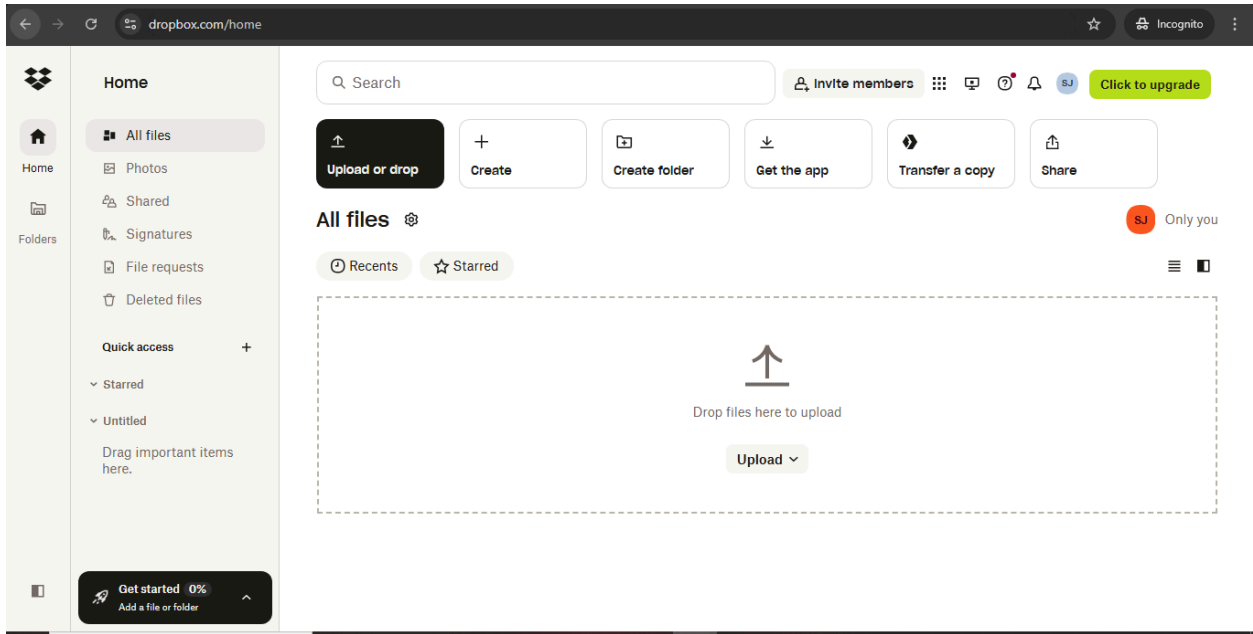 dropbox.com/home
Incognito
Home
Search
Invite members
SJ
Click to upgrade
Home
Folders
All files
Photos
Shared
Signatures
File requests
Deleted files
Quick access
Starred
Untitled
Drag important items
here.
Get started 0%
Add a file or folder
Upload or drop
Create
Create folder
Get the app
Transfer a copy
Share
All files
SJ
Only you
Recents
Starred
Drop files here to upload
Upload